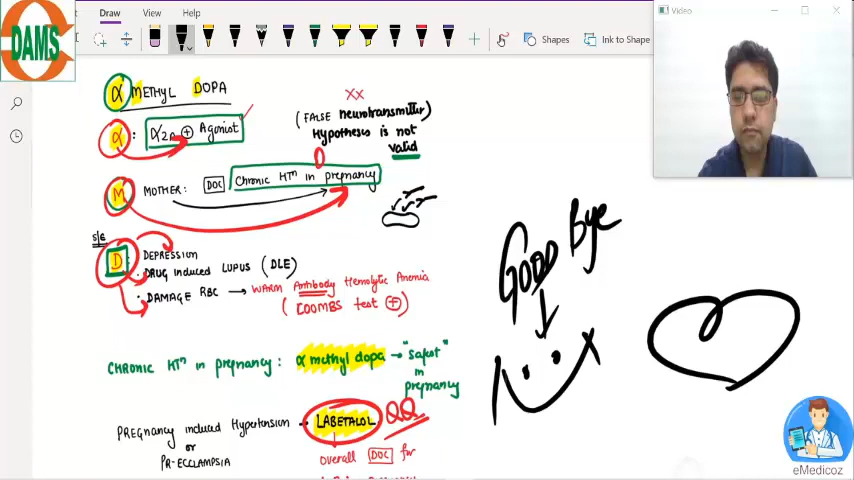 DAMS
Draw
View
Help
Shapes
Ink to Shape
Video
α METHYL DOPA
α : α2A ⊕ Agonist
XX
(FALSE neurotransmitter
Hypothesis is not
valid
M MOTHER: DOC Chronic HTⁿ in pregnancy
S/E
D DEPRESSION
DRUG induced LUPUS (DLE)
DAMAGE RBC → WARM Antibody Hemolytic Anemia
(COOMBS test ⊕)
CHRONIC HTⁿ in pregnancy: α methyl dopa → "safest"
in
pregnancy
PREGNANCY induced Hypertension - LABETALOL QQ
or
PR-ECCLAMPSIA
overall DOC for
GOOD Bye
eMedicoz